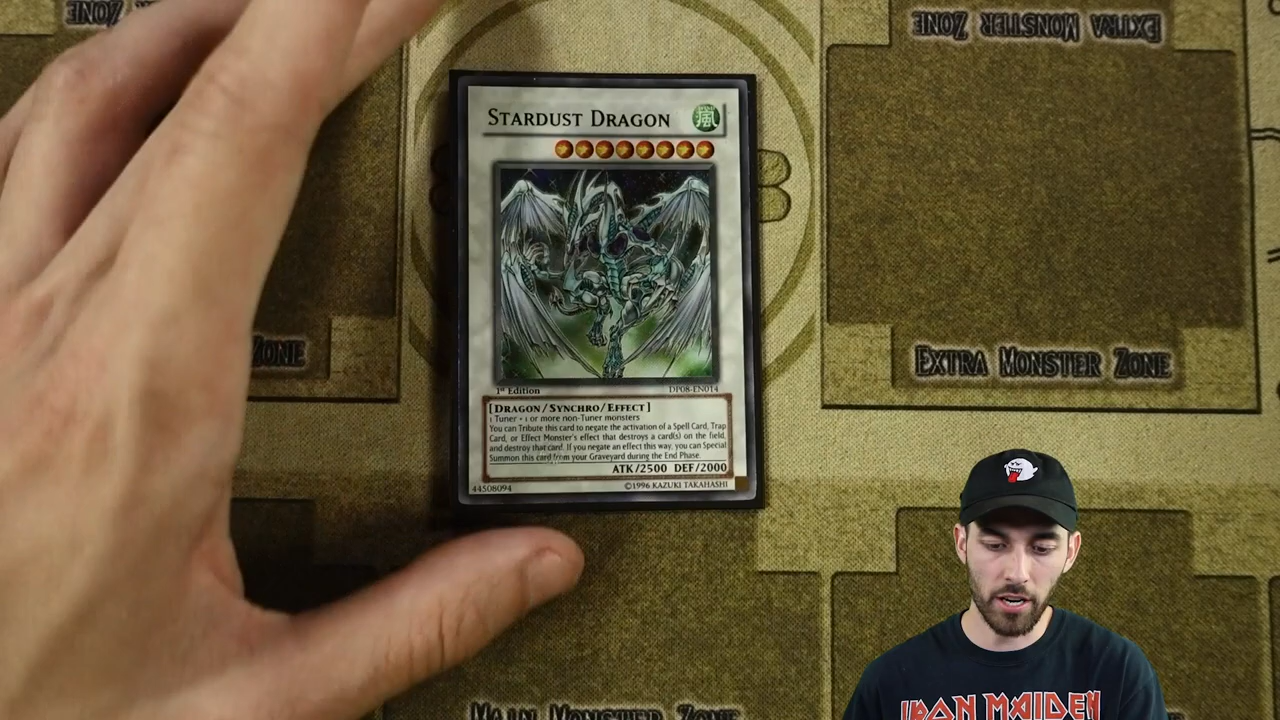 ZONE
EXTRA MONSTER ZONE
STARDUST DRAGON
風
ZONE
EXTRA MONSTER ZONE
1st Edition
DP08-EN014
[DRAGON/SYNCHRO/EFFECT]
1 Tuner + 1 or more non-Tuner monsters
You can Tribute this card to negate the activation of a Spell Card, Trap
Card, or Effect Monster's effect that destroys a card(s) on the field,
and destroy that card. If you negate an effect this way, you can Special
Summon this card from your Graveyard during the End Phase.
ATK/2500 DEF/2000
44508094
©1996 KAZUKI TAKAHASHI
IRON MAIDEN
MAIN MONSTER ZONE